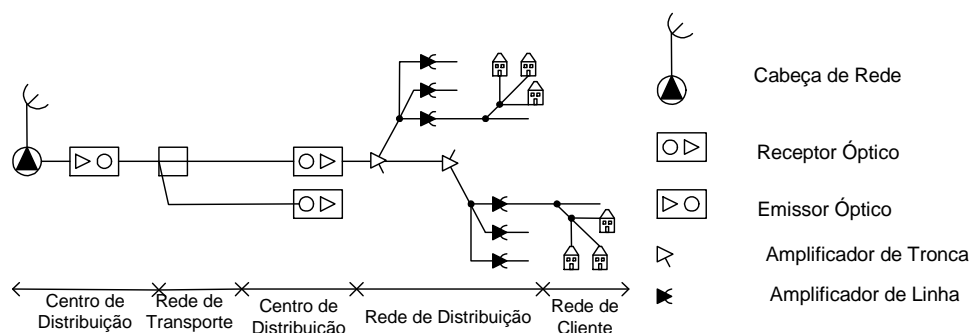 Cabeça de Rede
Receptor Óptico
Emissor Óptico
Amplificador de Tronca
Amplificador de Linha
Centro de
Distribuição
Rede de
Transporte
Centro de
Distribuição
Rede de Distribuição
Rede de
Cliente